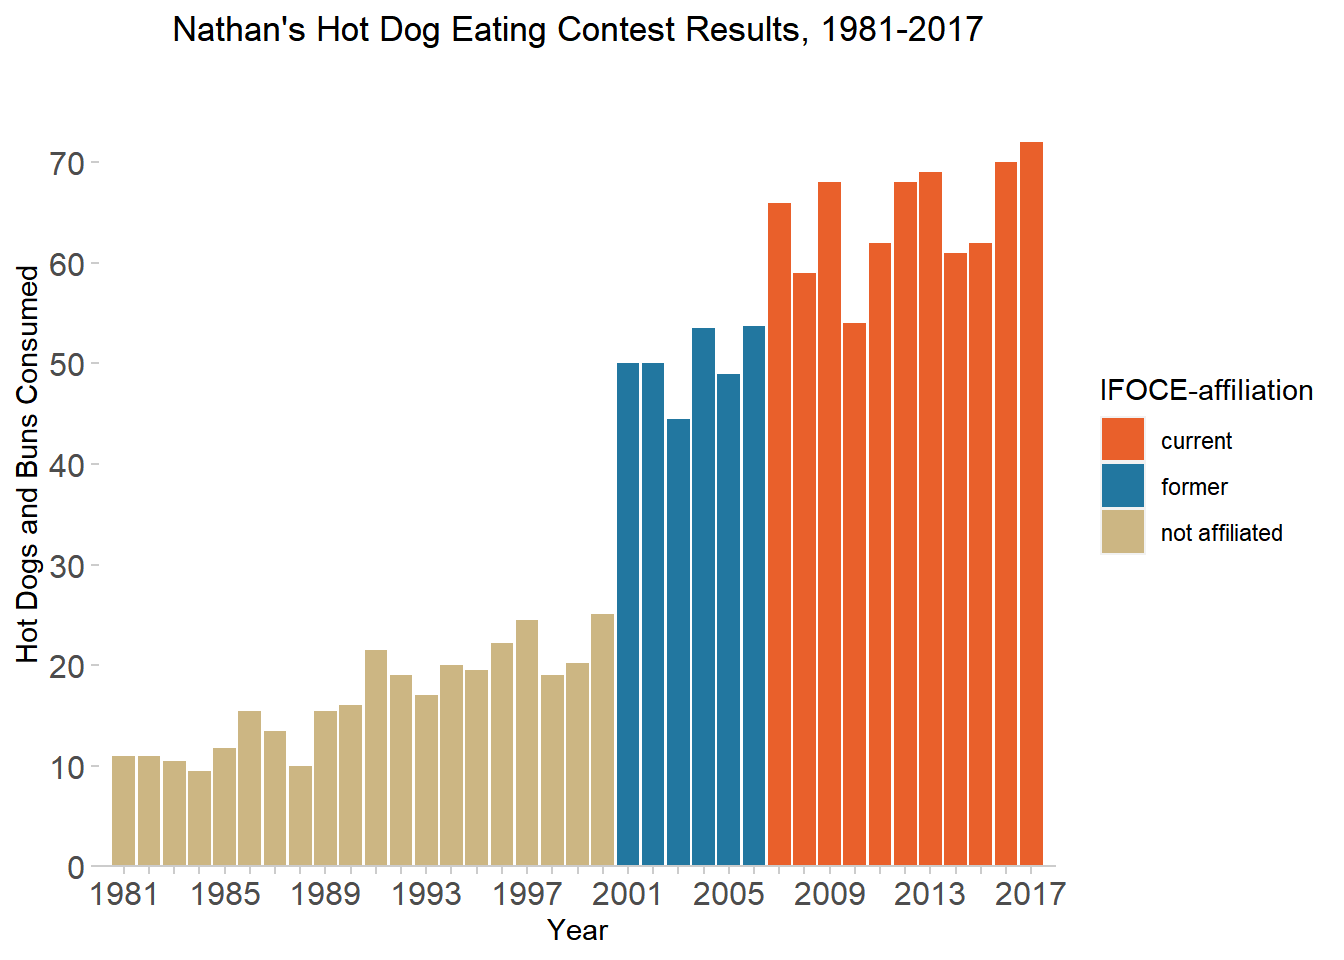 Nathan's Hot Dog Eating Contest Results, 1981-2017
Hot Dogs and Buns Consumed
70
60
50
40
30
20
10
0
1981 1985 1989 1993 1997 2001 2005 2009 2013 2017
Year
IFOCE-affiliation
current
former
not affiliated